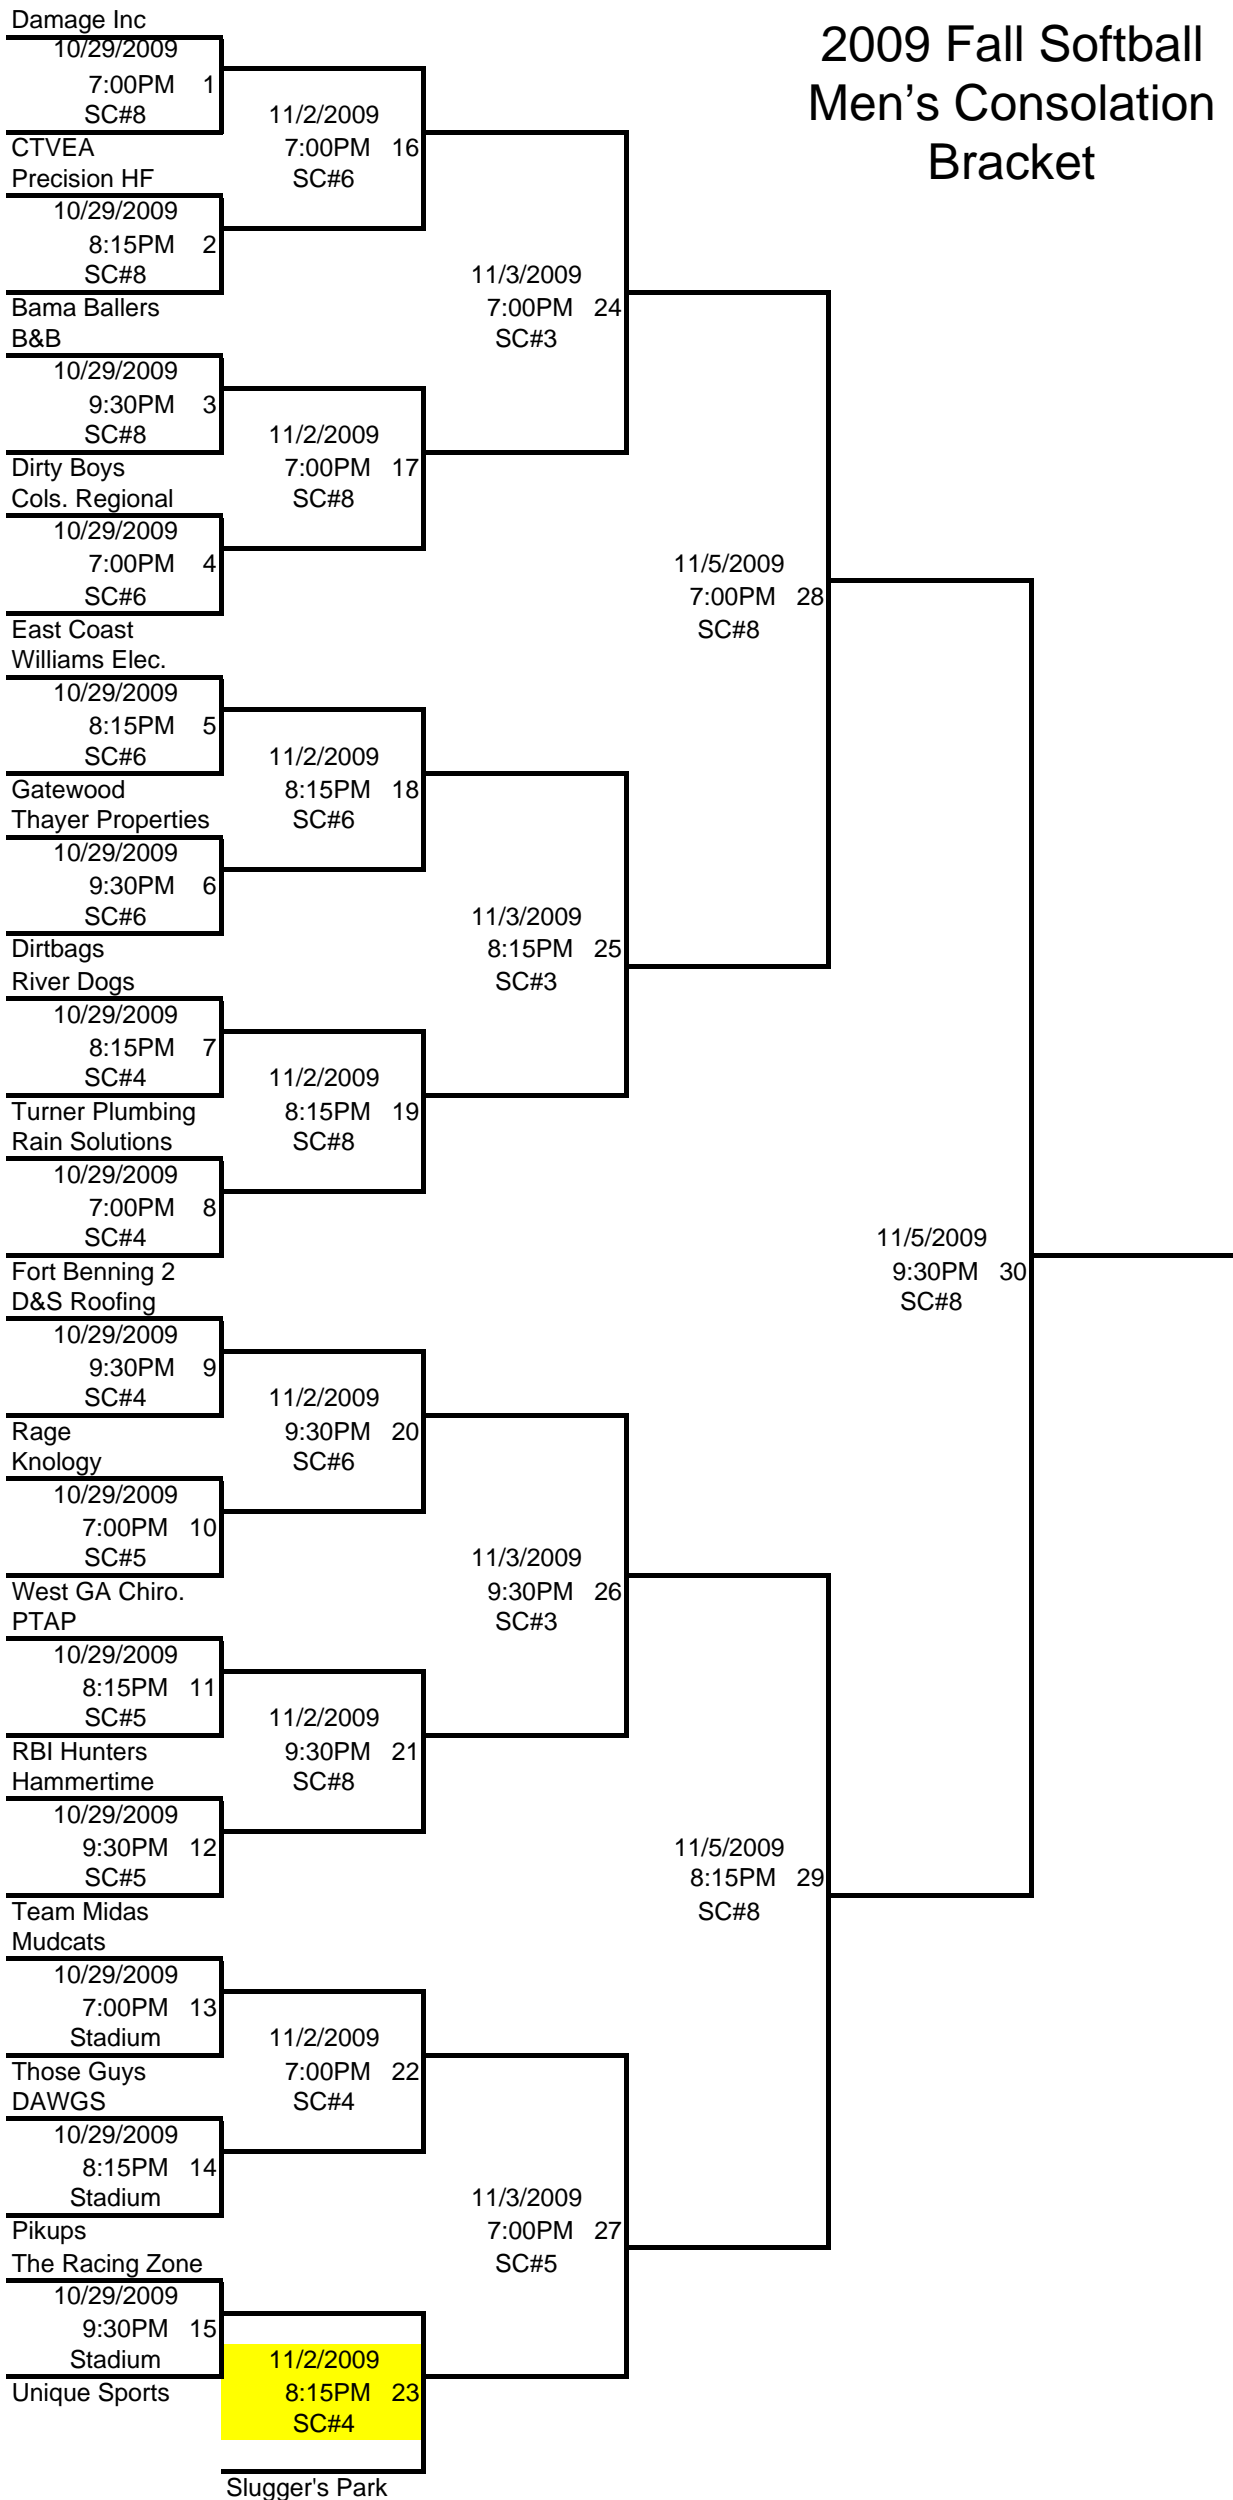 2009 Fall Softball
Men's Consolation
Bracket
Damage Inc
10/29/2009
7:00PM 1
SC#8
CTVEA
Precision HF
10/29/2009
8:15PM 2
SC#8
Bama Ballers
B&B
10/29/2009
9:30PM 3
SC#8
Dirty Boys
Cols. Regional
10/29/2009
7:00PM 4
SC#6
East Coast
Williams Elec.
10/29/2009
8:15PM 5
SC#6
Gatewood
Thayer Properties
10/29/2009
9:30PM 6
SC#6
Dirtbags
River Dogs
10/29/2009
8:15PM 7
SC#4
Turner Plumbing
Rain Solutions
10/29/2009
7:00PM 8
SC#4
Fort Benning 2
D&S Roofing
10/29/2009
9:30PM 9
SC#4
Rage
Knology
10/29/2009
7:00PM 10
SC#5
West GA Chiro.
PTAP
10/29/2009
8:15PM 11
SC#5
RBI Hunters
Hammertime
10/29/2009
9:30PM 12
SC#5
Team Midas
Mudcats
10/29/2009
7:00PM 13
Stadium
Those Guys
DAWGS
10/29/2009
8:15PM 14
Stadium
Pikups
The Racing Zone
10/29/2009
9:30PM 15
Stadium
Unique Sports
11/2/2009
7:00PM 16
SC#6
11/2/2009
7:00PM 17
SC#8
11/2/2009
8:15PM 18
SC#6
11/2/2009
8:15PM 19
SC#8
11/2/2009
9:30PM 20
SC#6
11/2/2009
9:30PM 21
SC#8
11/2/2009
7:00PM 22
SC#4
11/2/2009
8:15PM 23
SC#4
Slugger's Park
11/3/2009
7:00PM 24
SC#3
11/3/2009
8:15PM 25
SC#3
11/3/2009
9:30PM 26
SC#3
11/3/2009
7:00PM 27
SC#5
11/5/2009
7:00PM 28
SC#8
11/5/2009
8:15PM 29
SC#8
11/5/2009
9:30PM 30
SC#8